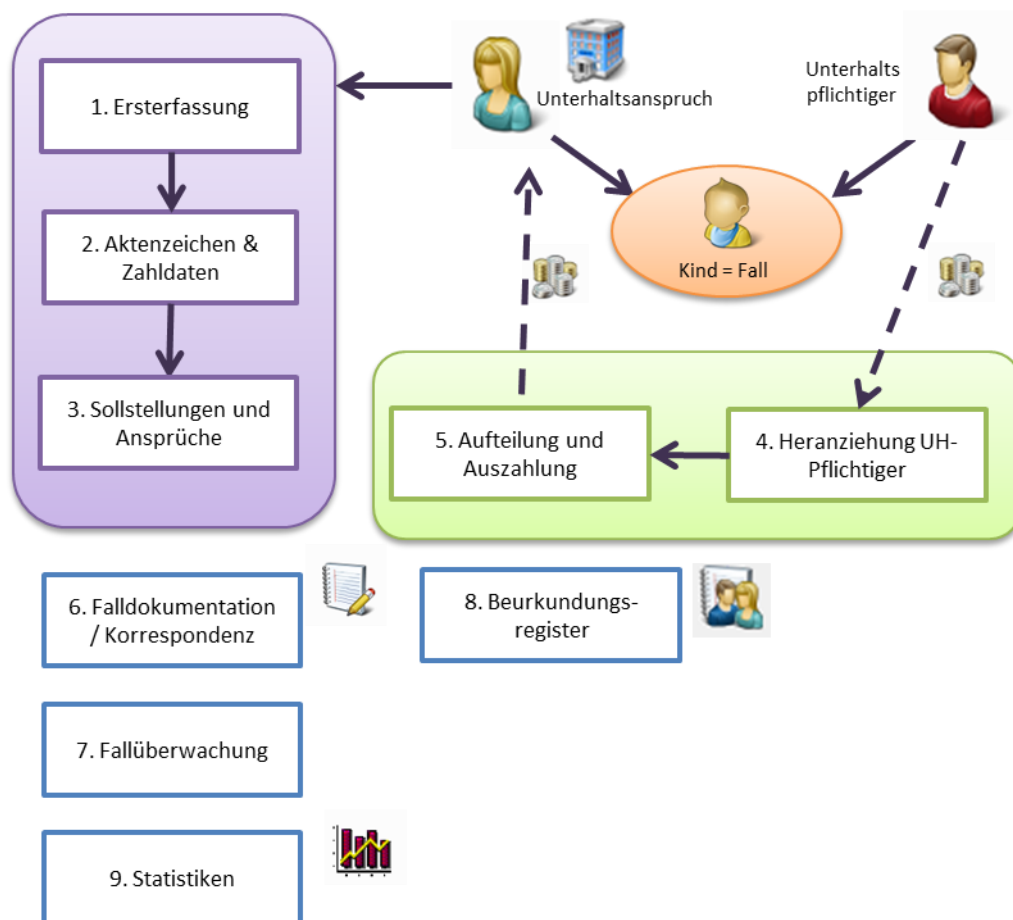 1. Ersterfassung
2. Aktenzeichen &
Zahldaten
3. Sollstellungen und
Ansprüche
Unterhaltsanspruch
Unterhalts
pflichtiger
Kind = Fall
5. Aufteilung und
Auszahlung
4. Heranziehung UH-
Pflichtiger
6. Falldokumentation
/ Korrespondenz
8. Beurkundungs-
register
7. Fallüberwachung
9. Statistiken